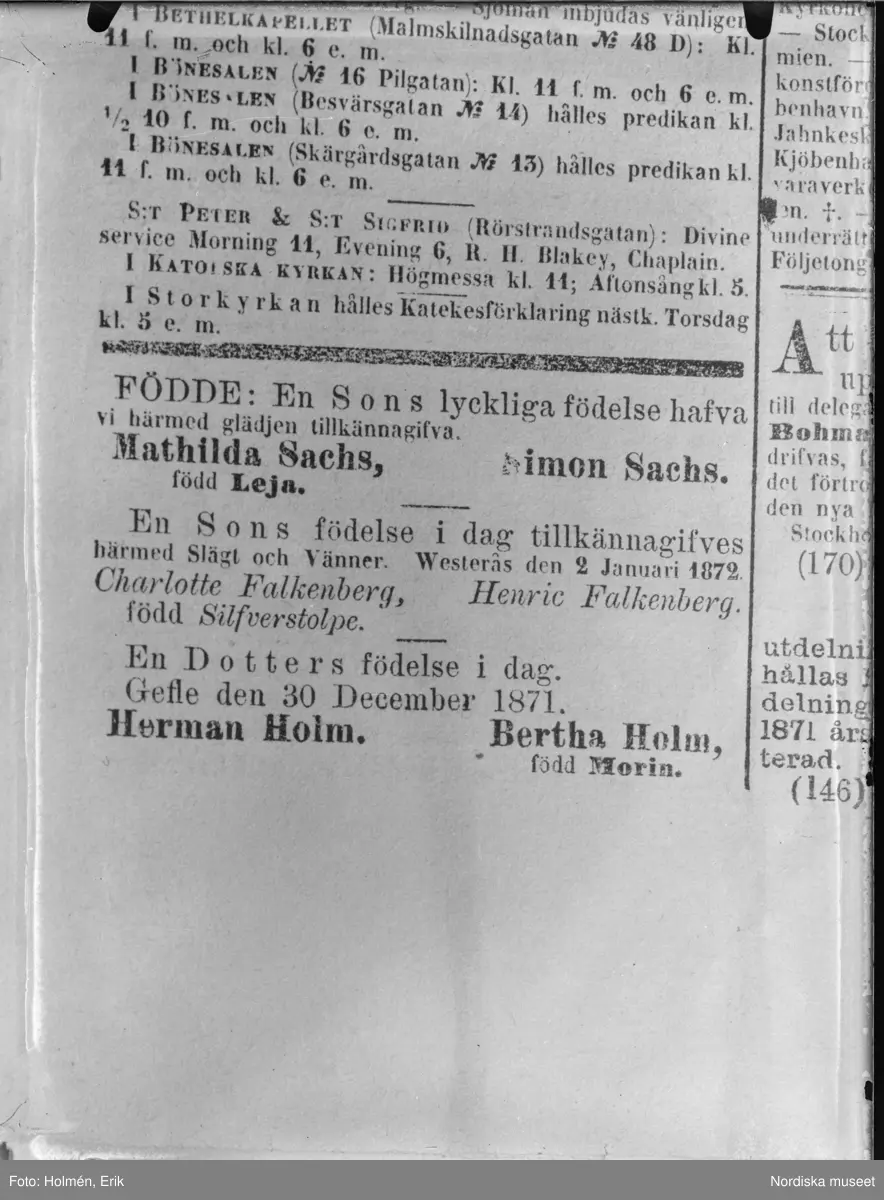 Sjömän inbjudas vänligen
I BETHELKAPELLET (Malmskilnadsgatan № 48 D): Kl.
11 f. m. och kl. 6 e. m.
I BÖNESALEN (№ 16 Pilgatan): Kl. 11 f. m. och 6 e. m.
I BÖNESALEN (Besvärsgatan № 14) hålles predikan kl.
1/2 10 f. m. och kl. 6 e. m.
I BÖNESALEN (Skärgårdsgatan № 13) hålles predikan kl.
11 f. m. och kl. 6 e. m.
S:T PETER & S:T SIGFRID (Rörstrandsgatan): Divine
service Morning 11, Evening 6, R. H. Blakey, Chaplain.
I KATOLSKA KYRKAN: Högmessa kl. 11; Aftonsång kl. 5.
I Storkyrkan hålles Katekesförklaring nästk. Torsdag
kl. 5 e. m.
FÖDDE: En Sons lyckliga födelse hafva
vi härmed glädjen tillkännagifva.
Mathilda Sachs, Simon Sachs.
född Leja.
En Sons födelse i dag tillkännagifves
härmed Slägt och Vänner. Westerås den 2 Januari 1872.
Charlotte Falkenberg, Henric Falkenberg.
född Silfverstolpe.
En Dotters födelse i dag.
Gefle den 30 December 1871.
Herman Holm. Bertha Holm,
född Morin.
— Stock
mien. —
konstför
benhavn
Jahnkesk
Kjöbenha
varaverk
en. †. —
underrätt
Följetong
Att
up
till delega
Bohma
drifvas, f
det förtro
den nya
Stockho
(170)
utdelni
hållas
delning
1871 års
terad.
(146)
Foto: Holmén, Erik
Nordiska museet